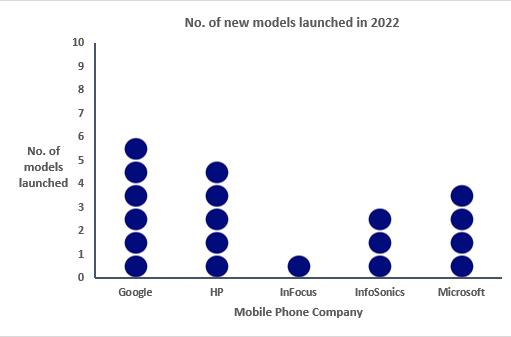 No. of new models launched in 2022
10
9
8
7
6
5
4
3
2
1
0
No. of
models
launched
Google HP InFocus InfoSonics Microsoft
Mobile Phone Company